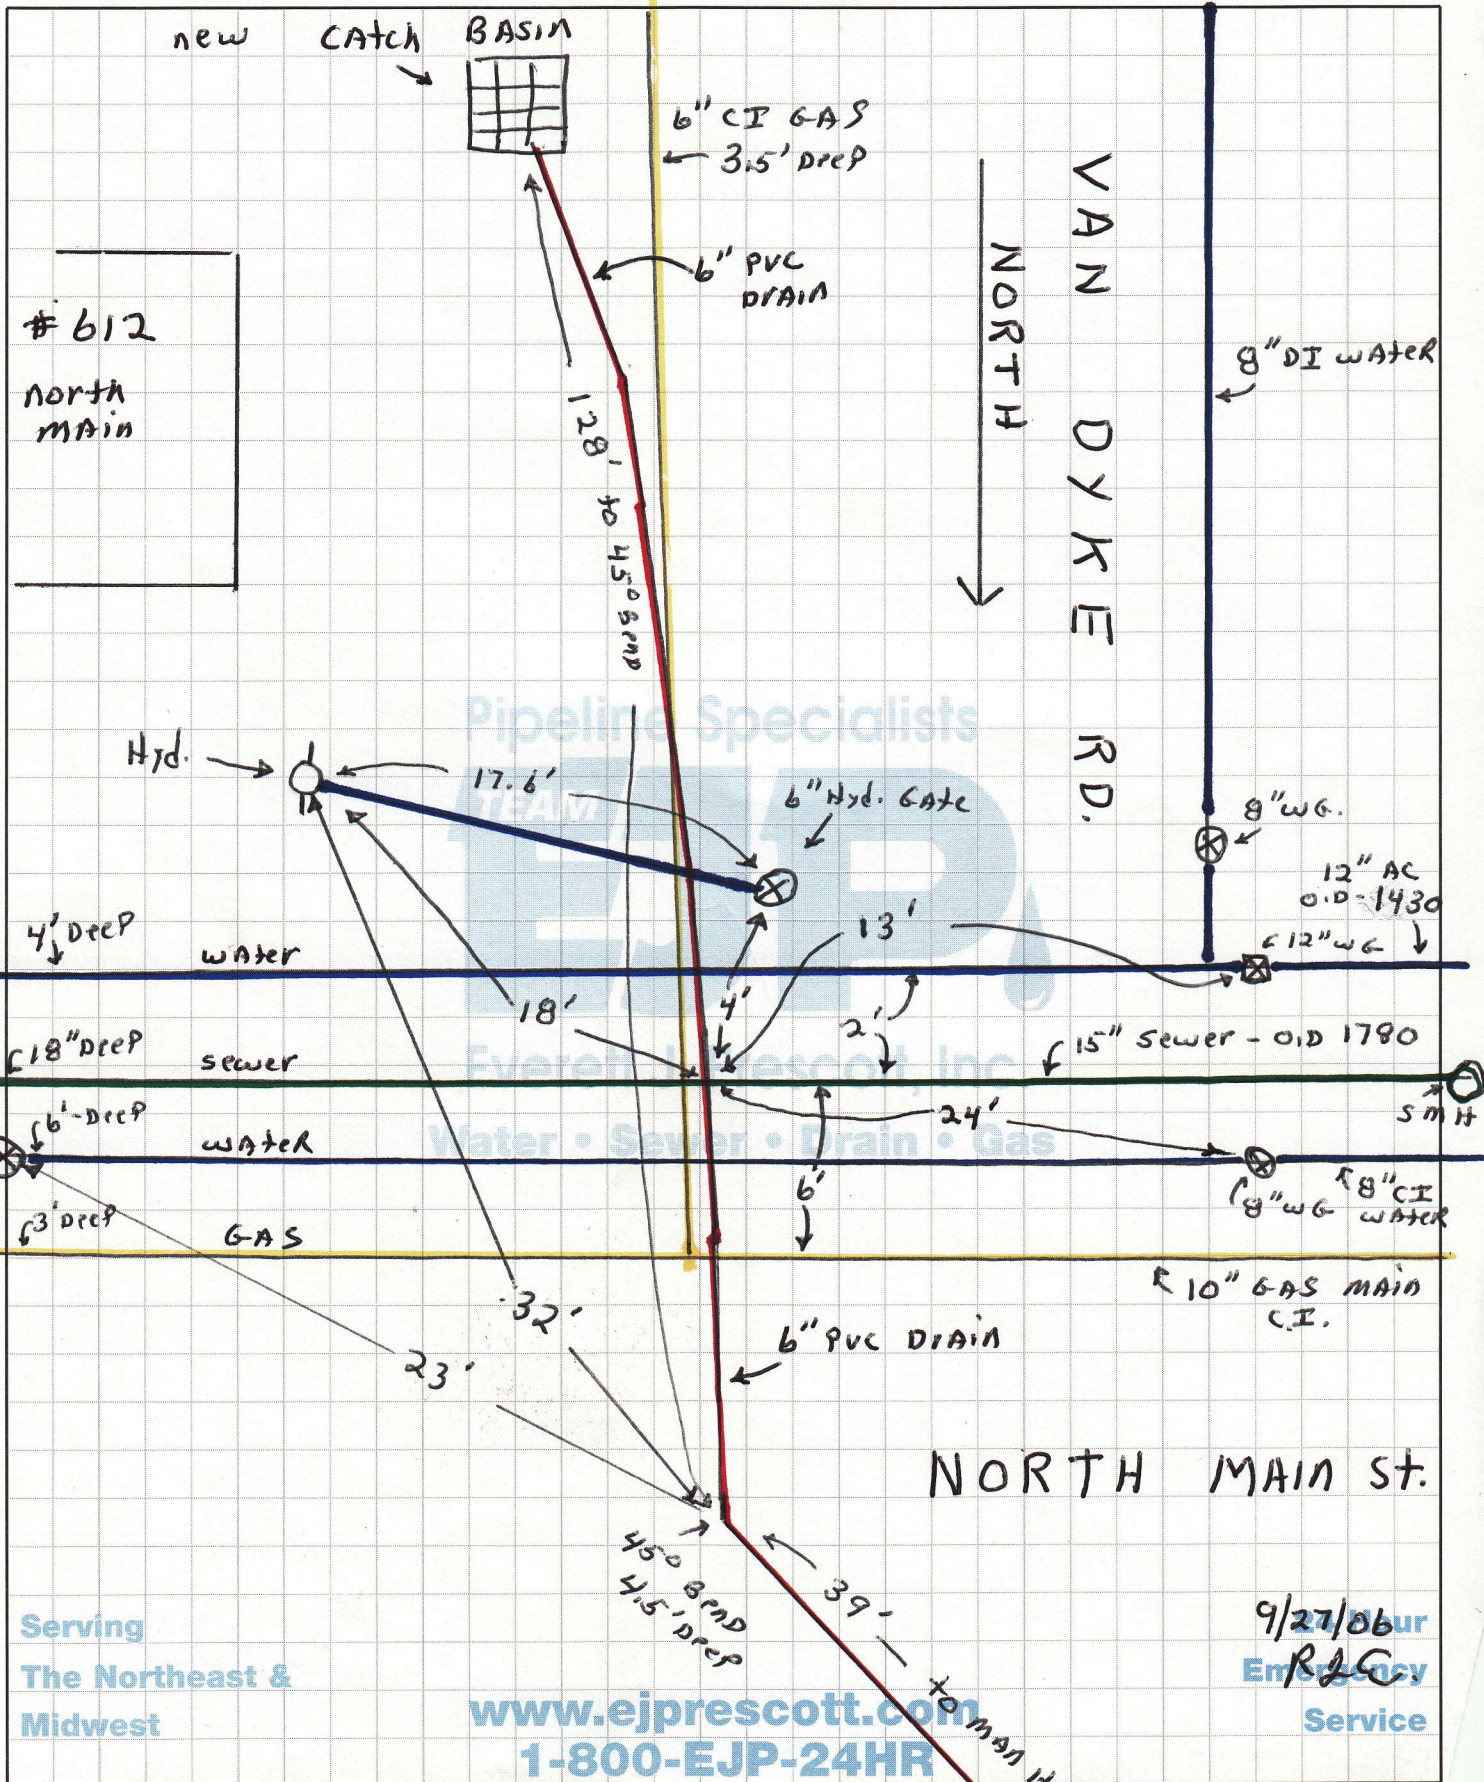 new CAtch BASIn
6" CI GAS
3.5' DeeP
6" PVC
DrAin
VAN DYKE RD.
NORTH
# 612
north
mAin
8" DI wAteR
128' to 45° Bend
Pipeline Specialists
TEAM
EJP
Hyd.
17.6'
6" Hyd. GAte
8" WG.
12" AC
O.D - 1430
12" WG
13'
4' DeeP
wAter
18'
4'
2'
18" DeeP
sewer
15" Sewer - O.D 1780
Everett J. Prescott, Inc.
SMH
24'
6'-DeeP
wAteR
Water • Sewer • Drain • Gas
6'
8" WG
8" CI
wAteR
3' DeeP
GAS
10" GAS mAin
C.I.
32'
23'
6" PVC DrAin
NORTH MAIn St.
45° Bend
4.5' DeeP
39' to mAn H
9/27/06
Serving
The Northeast &
Midwest
24 Hour
Emergency
Service
www.ejprescott.com
1-800-EJP-24HR